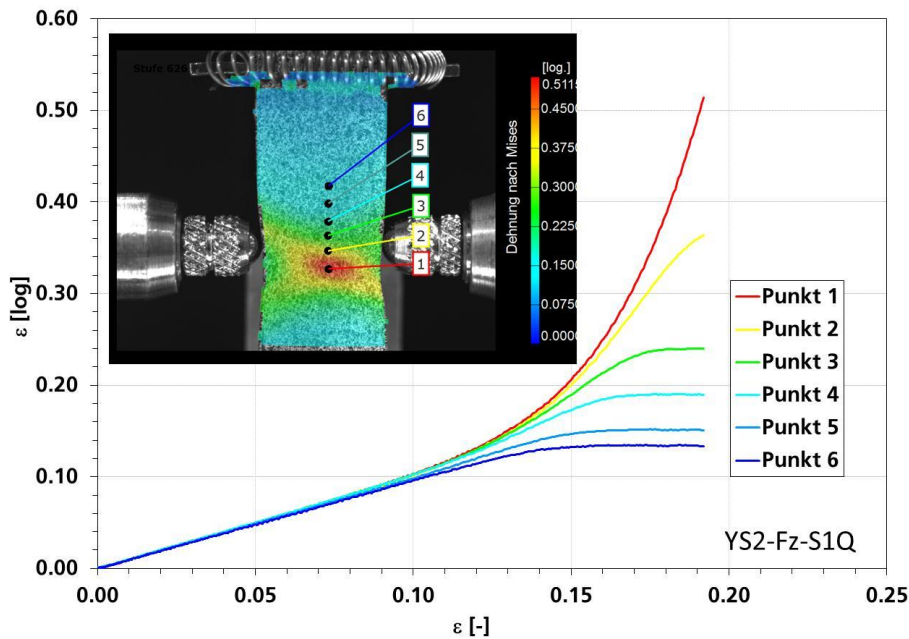 0.60
0.50
0.40
0.30
0.20
0.10
0.00
ε [log]
Stufe 626
6
5
4
3
2
1
[log.]
0.5115
0.4500
0.3750
0.3000
0.2250
0.1500
0.0750
0.0000
Dehnung nach Mises
Punkt 1
Punkt 2
Punkt 3
Punkt 4
Punkt 5
Punkt 6
YS2-Fz-S1Q
0.00 0.05 0.10 0.15 0.20 0.25
ε [-]